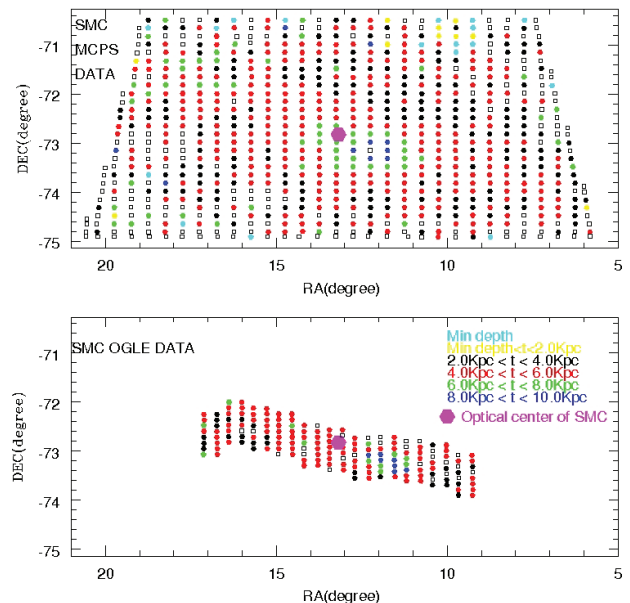 SMC
MCPS
DATA
-71
-72
-73
-74
-75
DEC(degree)
20
15
10
5
RA(degree)
SMC OGLE DATA
Min depth
Min depth<t<2.0Kpc
2.0Kpc < t < 4.0Kpc
4.0Kpc < t < 6.0Kpc
6.0Kpc < t < 8.0Kpc
8.0Kpc < t < 10.0Kpc
Optical center of SMC
-71
-72
-73
-74
-75
DEC(degree)
20
15
10
5
RA(degree)